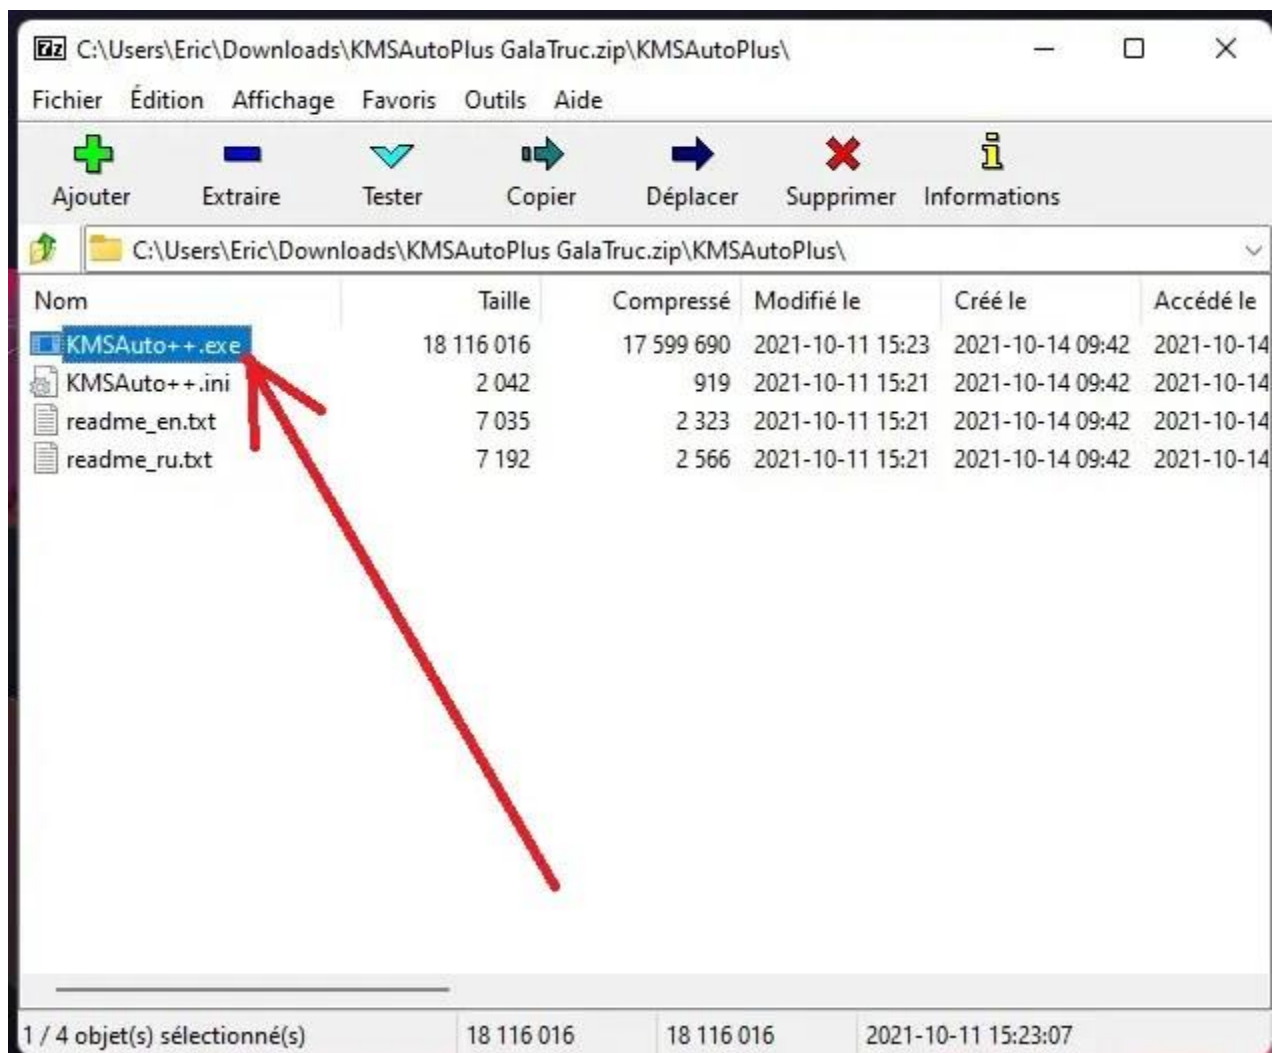 C:\Users\Eric\Downloads\KMSAutoPlus GalaTruc.zip\KMSAutoPlus\
Fichier Édition Affichage Favoris Outils Aide
Ajouter Extraire Tester Copier Déplacer Supprimer Informations
C:\Users\Eric\Downloads\KMSAutoPlus GalaTruc.zip\KMSAutoPlus\
Nom Taille Compressé Modifié le Créé le Accédé le
KMSAuto++.exe 18 116 016 17 599 690 2021-10-11 15:23 2021-10-14 09:42 2021-10-14
KMSAuto++.ini 2 042 919 2021-10-11 15:21 2021-10-14 09:42 2021-10-14
readme_en.txt 7 035 2 323 2021-10-11 15:21 2021-10-14 09:42 2021-10-14
readme_ru.txt 7 192 2 566 2021-10-11 15:21 2021-10-14 09:42 2021-10-14
1 / 4 objet(s) sélectionné(s) 18 116 016 18 116 016 2021-10-11 15:23:07